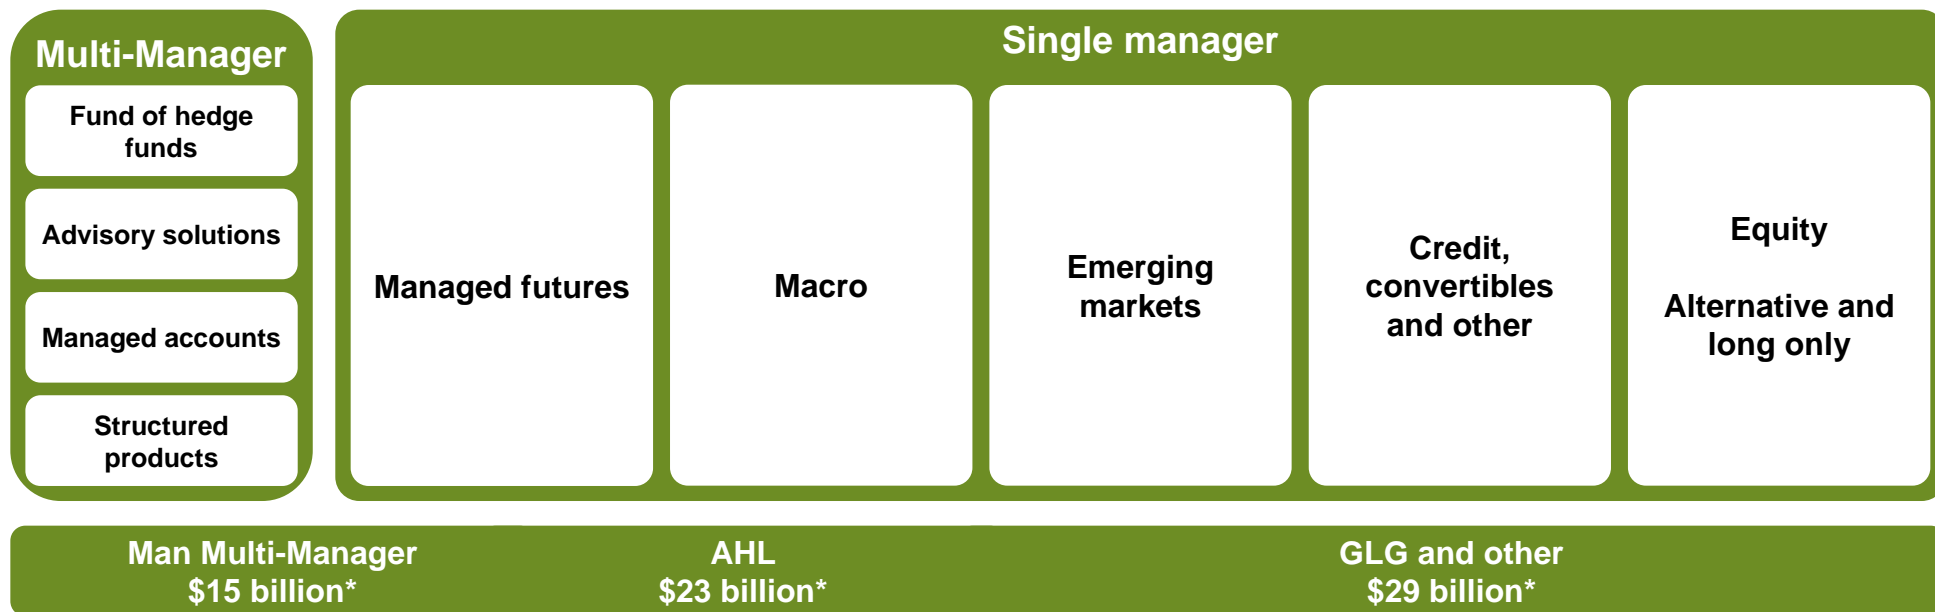 Multi-Manager
Fund of hedge
funds
Advisory solutions
Managed accounts
Structured
products
Single manager
Managed futures
Macro
Emerging
markets
Credit,
convertibles
and other
Equity
Alternative and
long only
Man Multi-Manager
$15 billion*
AHL
$23 billion*
GLG and other
$29 billion*